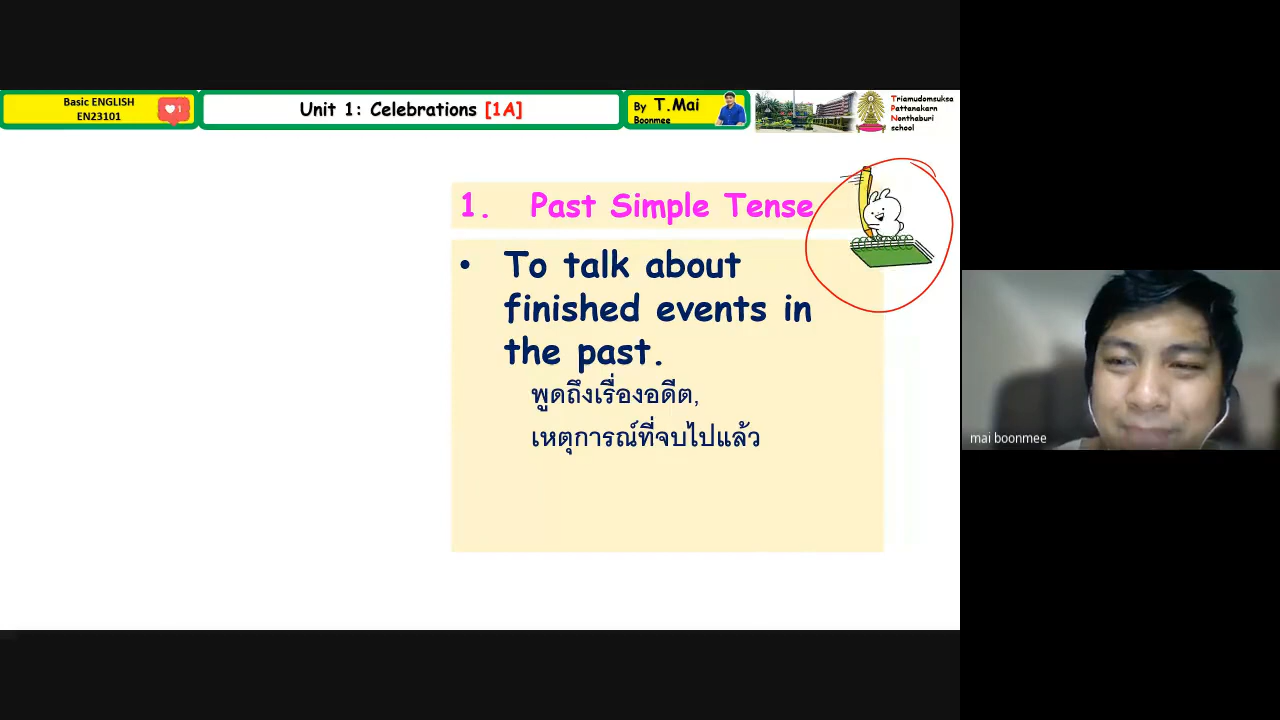 Basic ENGLISH
EN23101
1
Unit 1: Celebrations [1A]
By T.Mai
Boonmee
Triamudomsuksa
Pattanakarn
Nonthaburi
school
1. Past Simple Tense
• To talk about
finished events in
the past.
พูดถึงเรื่องอดีต,
เหตุการณ์ที่จบไปแล้ว
mai boonmee